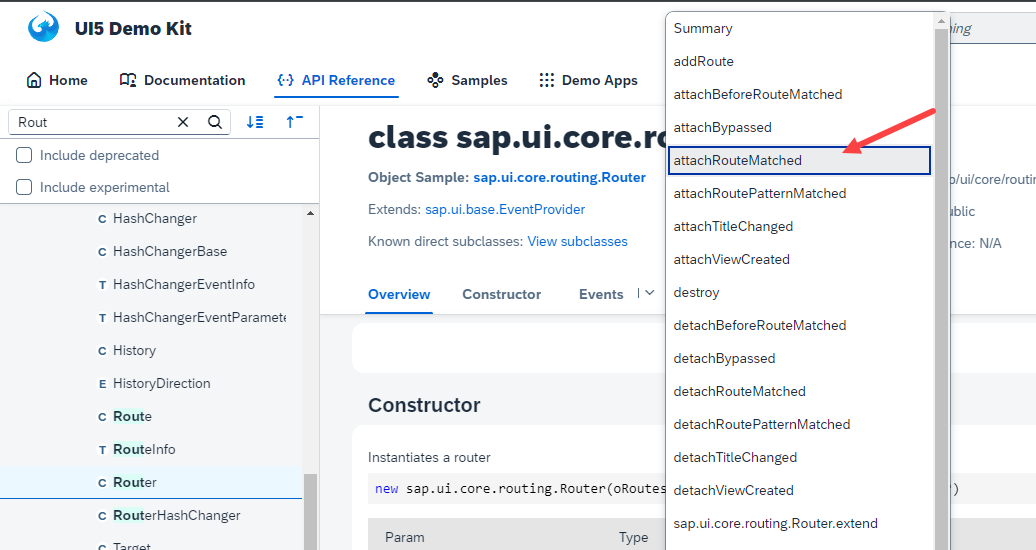 UI5 Demo Kit
Home
Documentation
API Reference
Samples
Demo Apps
Rout
Include deprecated
Include experimental
C HashChanger
C HashChangerBase
T HashChangerEventInfo
T HashChangerEventParamete
C History
E HistoryDirection
C Route
T RouteInfo
C Router
C RouterHashChanger
Target
class sap.ui.core.ro
Object Sample: sap.ui.core.routing.Router
Extends: sap.ui.base.EventProvider
Known direct subclasses: View subclasses
Overview
Constructor
Events
Constructor
Instantiates a router
new sap.ui.core.routing.Router(oRoutes
)
Param
Type
Summary
addRoute
attachBeforeRouteMatched
attachBypassed
attachRouteMatched
attachRoutePatternMatched
attachTitleChanged
attachViewCreated
destroy
detachBeforeRouteMatched
detachBypassed
detachRouteMatched
detachRoutePatternMatched
detachTitleChanged
detachViewCreated
sap.ui.core.routing.Router.extend
ning
p/ui/core/routin
ublic
nce: N/A